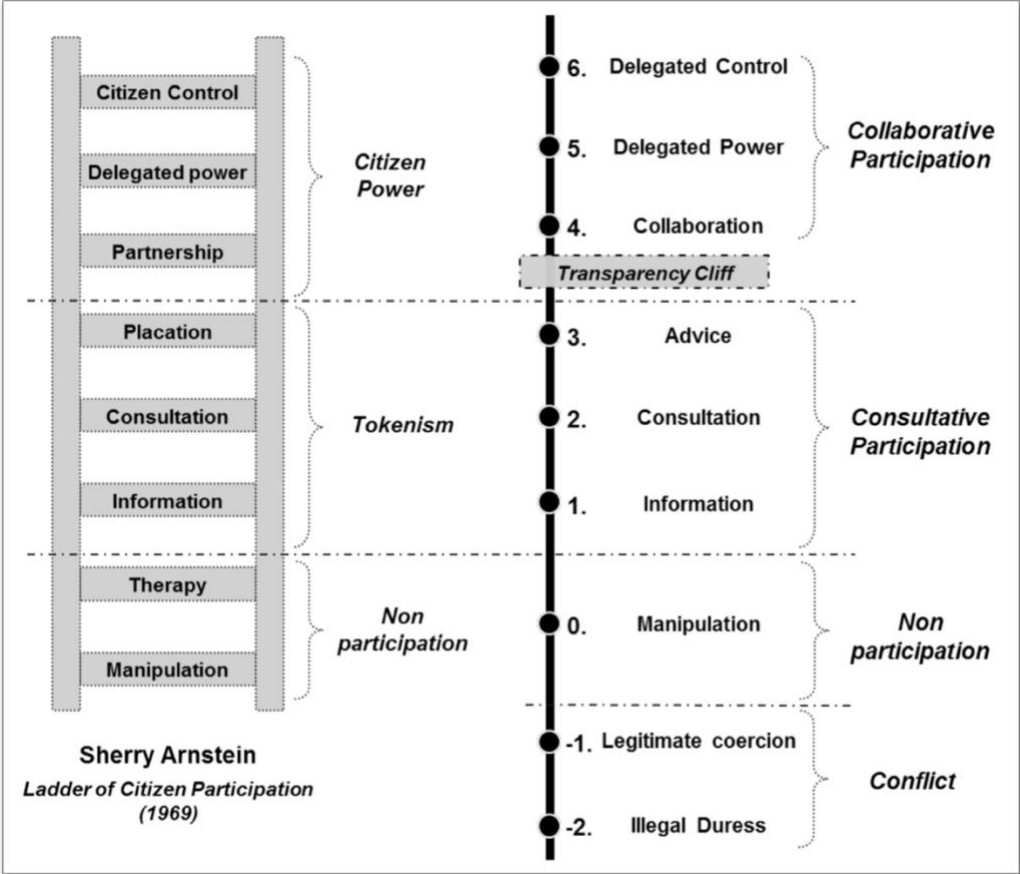 Citizen Control
Delegated power
Partnership
Placation
Consultation
Information
Therapy
Manipulation
Citizen
Power
Tokenism
Non
participation
Sherry Arnstein
Ladder of Citizen Participation
(1969)
6. Delegated Control
5. Delegated Power
4. Collaboration
Transparency Cliff
3. Advice
2. Consultation
1. Information
0. Manipulation
-1. Legitimate coercion
-2. Illegal Duress
Collaborative
Participation
Consultative
Participation
Non
participation
Conflict